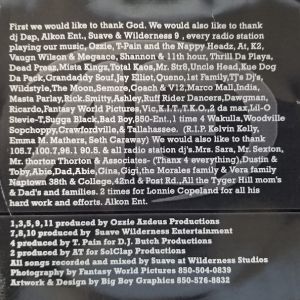 First we would like to thank God. We would also like to thank
dj Dap, Alkon Ent., Suave & Wilderness 9 , every radio station
playing our music, Ozzie, T-Pain and the Nappy Headz, At, K2,
Vaugn Wilson & Megaace, Shannon & 11th hour, Thrill Da Playa,
Dead Press, Mista Kings, Total Kaos, Mr. St8, Uncle Head, Kue Dog
Da Pack, Grandaddy Souf, Jay Elliot, Queno, 1st Family, TJ's Dj's,
Wildstyle, The Moon, Semore, Coach & V12, Marco Mall, India,
Masta Parlay, Rick, Smitty, Ashley, Ruff Rider Dancers, Dawgman,
Ricardo, Fantasy World Pictures, Vic, K.I.T., T.K.O., 2 da max, Lil-O
Stevie-T, Sugga Black, Bad Boy, 850-Ent., 1 time 4 Wakulla, Woodville
Sopchoppy, Crawfordville, & Tallahassee. (R.I.P. Kelvin Kelly,
Emma M. Mathers, Seth Caraway) We would also like to thank
105.7, 100.7, 96.1 90.5, & all radio station dj's, Mrs. Sara, Mr. Sexton,
Mr. thorton Thorton & Associates- (Thanx 4 everything), Dustin &
Toby, Abie, Dad, Abie, Gina, Gigi, the Morales family & Vera family
Naptown 38th & College, 42nd & Post Rd., All the Tyger Hill mom's
& Dad's and families. 2 times for Lonnie Copeland for all his
hard work and efforts. Alkon Ent.
1,3,5,9,11 produced by Ozzie Azdeus Productions
7,8,10 produced by Suave Wilderness Entertainment
4 produced by T. Pain for D.J. Butch Productions
2 produced by AT for SolClap Productions
All songs recorded and mixed by Suave at Wilderness Studios
Photography by Fantasy World Pictures 850-504-0839
Artwork & Design by Big Boy Graphics 850-576-8832